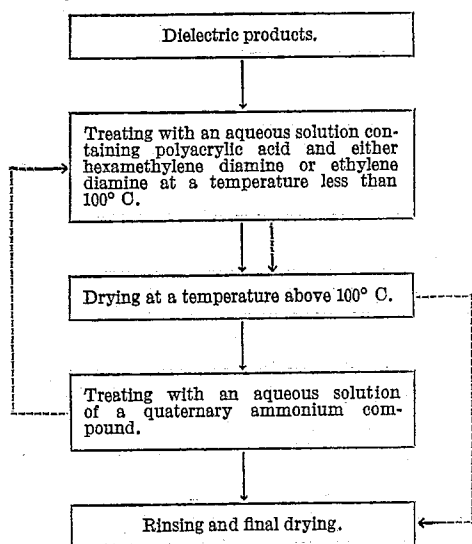 Dielectric products.
Treating with an aqueous solution con-
taining polyacrylic acid and either
hexamethylene diamine or ethylene
diamine at a temperature less than
100° C.
Drying at a temperature above 100° C.
Treating with an aqueous solution
of a quaternary ammonium com-
pound.
Rinsing and final drying.